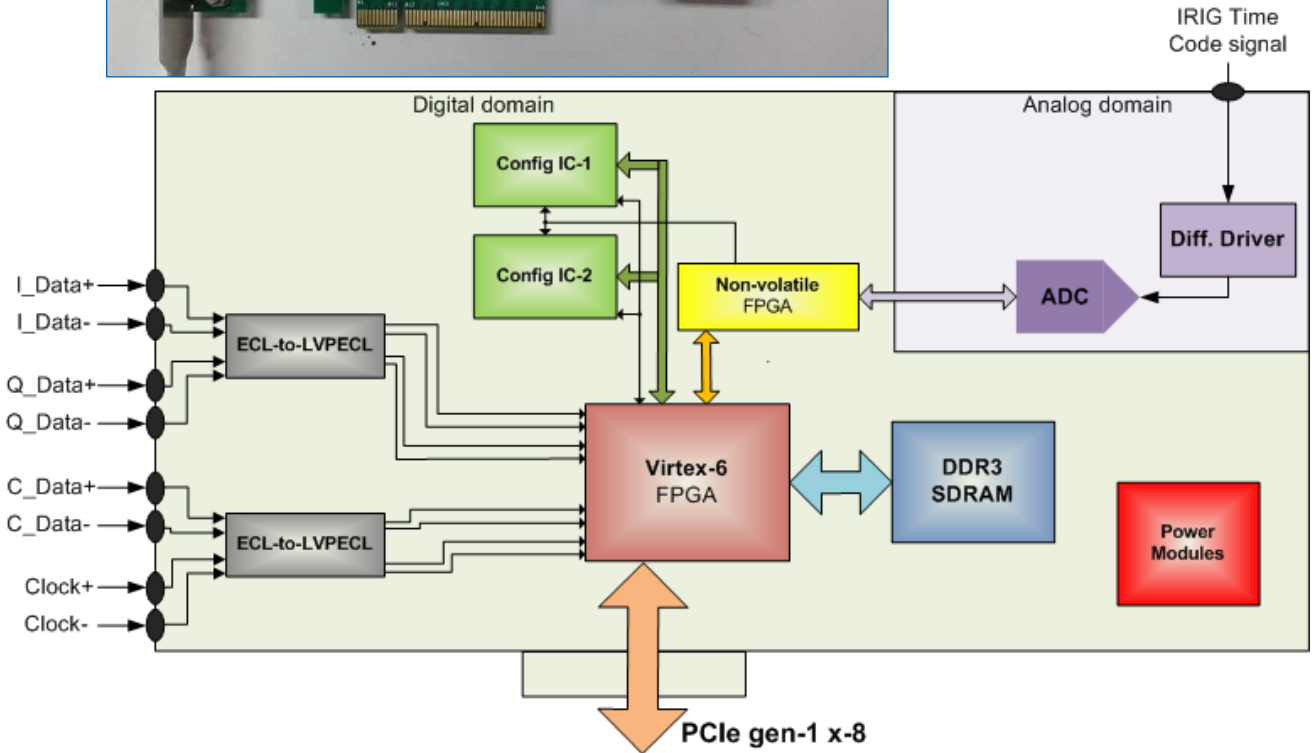 IRIG Time
Code signal
Digital domain
Analog domain
Config IC-1
Diff. Driver
Config IC-2
Non-volatile
FPGA
ADC
I_Data+
I_Data-
ECL-to-LVPECL
Q_Data+
Q_Data-
Virtex-6
FPGA
DDR3
SDRAM
C_Data+
C_Data-
ECL-to-LVPECL
Power
Modules
Clock+
Clock-
PCIe gen-1 x-8